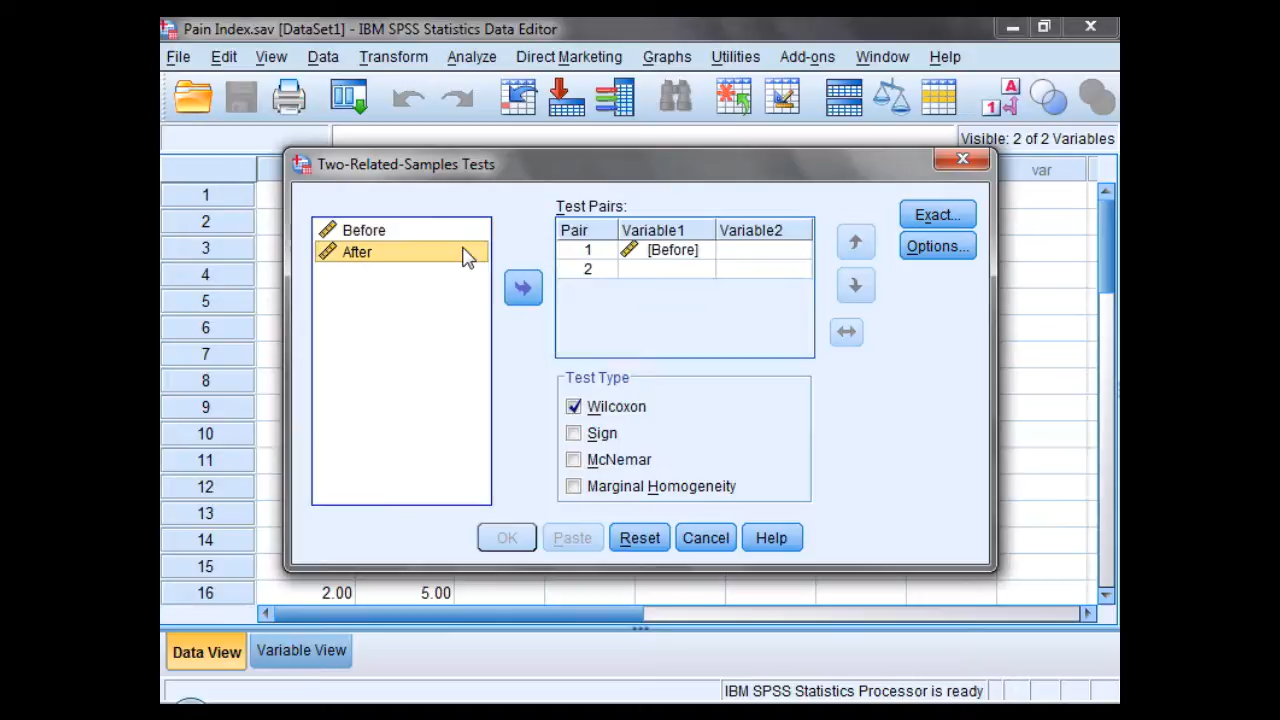 Pain Index.sav [DataSet1] - IBM SPSS Statistics Data Editor
File Edit View Data Transform Analyze Direct Marketing Graphs Utilities Add-ons Window Help
Visible: 2 of 2 Variables
var
Two-Related-Samples Tests
Before
After
Test Pairs:
Pair Variable1 Variable2
1 [Before]
2
Exact...
Options...
Test Type
Wilcoxon
Sign
McNemar
Marginal Homogeneity
OK Paste Reset Cancel Help
1
2
3
4
5
6
7
8
9
10
11
12
13
14
15
16 2.00 5.00
Data View Variable View
IBM SPSS Statistics Processor is ready